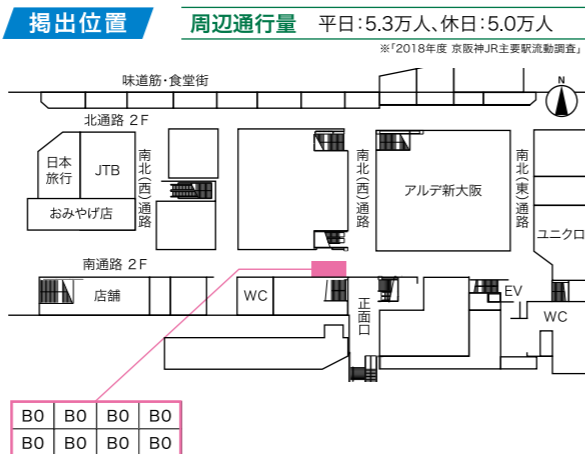 掲出位置
周辺通行量 平日:5.3万人、休日:5.0万人
※「2018年度 京阪神JR主要駅流動調査」
味道筋・食堂街
N
北通路 2F
日本
旅行
JTB
南北(西)通路
南北(西)通路
アルデ新大阪
南北(東)通路
おみやげ店
ユニクロ
南通路 2F
店舗
WC
正面口
EV
WC
B0 B0 B0 B0
B0 B0 B0 B0